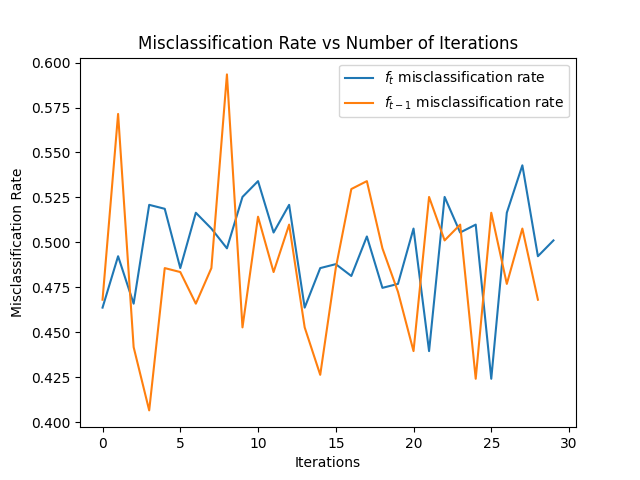 Misclassification Rate vs Number of Iterations
f_t misclassification rate
f_{t−1} misclassification rate
Misclassification Rate
0.600
0.575
0.550
0.525
0.500
0.475
0.450
0.425
0.400
0 5 10 15 20 25 30
Iterations